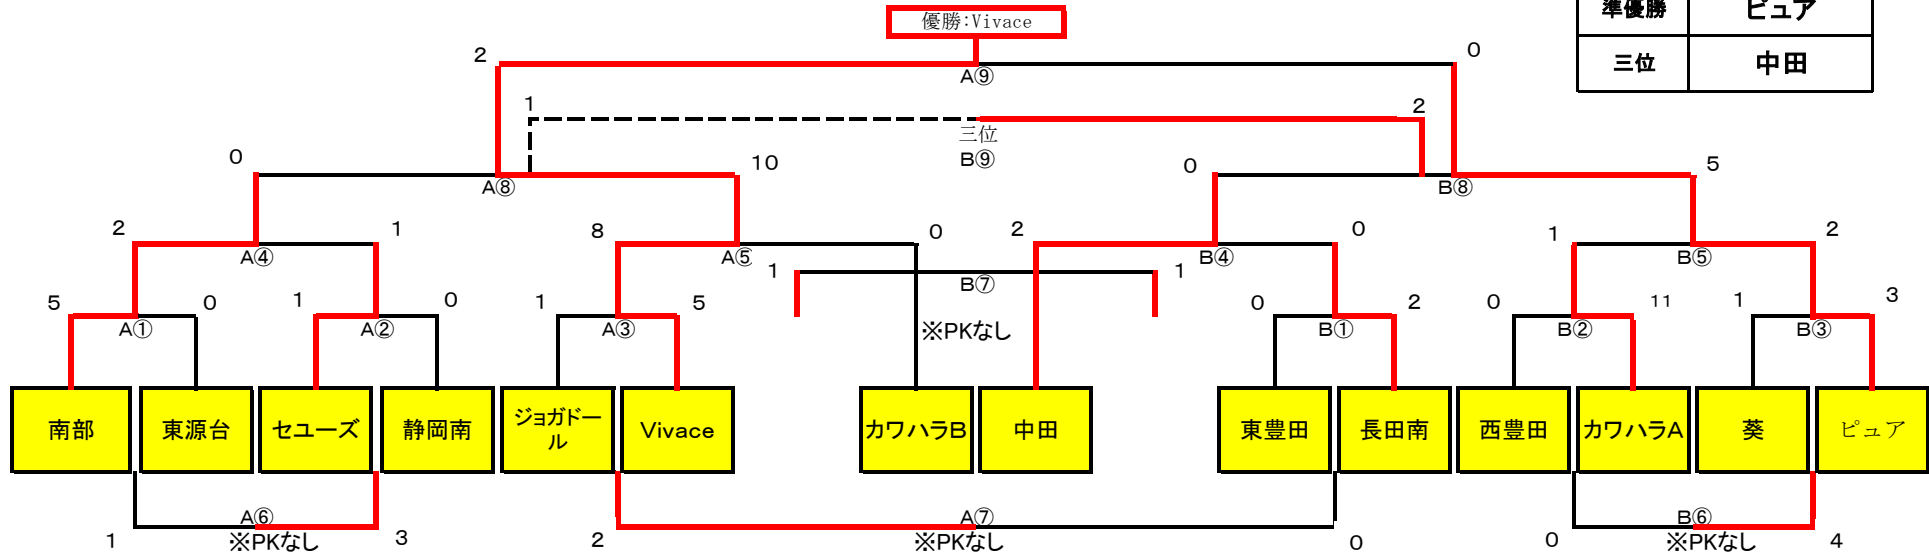 優勝:Vivace
準優勝 ピュア
2 0
A⑨
三位 中田
1 2
三位
0 10 B⑨ 0 5
A⑧ B⑧
2 1 8 0 2 0 1 2
A④ A⑤ B④ B⑤
1 B⑦ 1
5 0 1 0 1 5 0 2 0 11 1 3
A① A② A③ ※PKなし B① B② B③
南部 東源台 セユーズ 静岡南 ジョガドー
ル Vivace カワハラB 中田 東豊田 長田南 西豊田 カワハラA 葵 ピュア
A⑥ A⑦ B⑥
1 ※PKなし 3 2 ※PKなし 0 0 ※PKなし 4